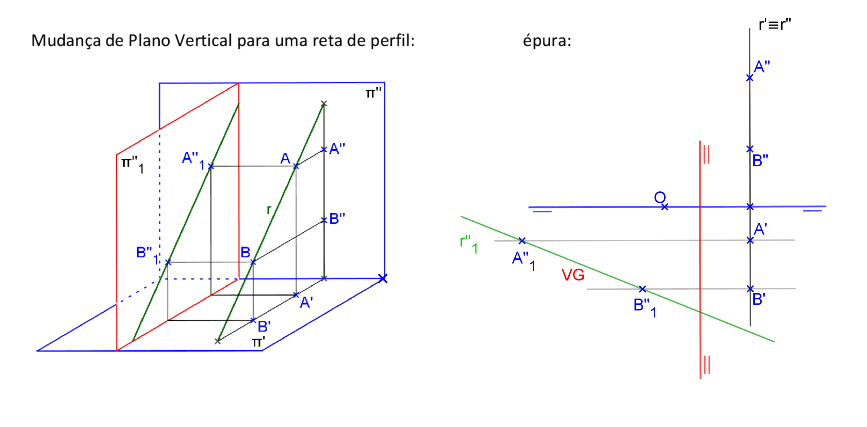 Mudança de Plano Vertical para uma reta de perfil:
épura:
r'≡r"
π"
A"
π"₁
A"₁
A
A"
B"
r
B"
B"₁
B
O
A'
r"₁
A"₁
VG
A'
B'
B"₁
B'
π'